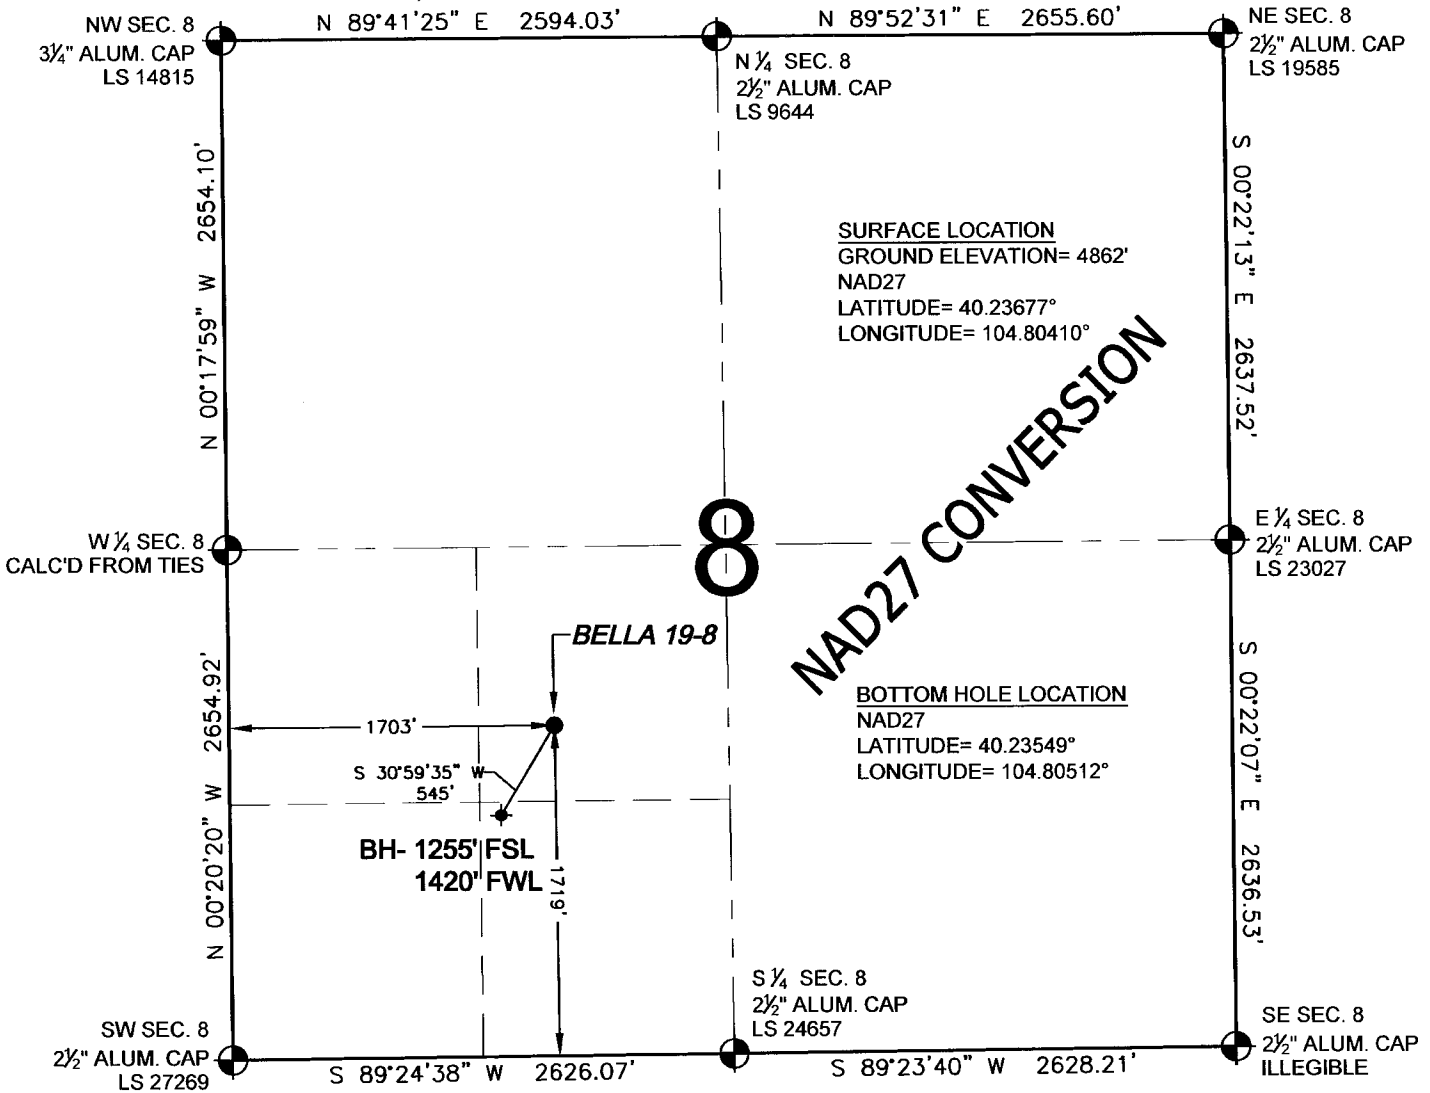 N 89°41'25" E 2594.03'
N 89°52'31" E 2655.60'
NW SEC. 8
3¼" ALUM. CAP
LS 14815
N ¼ SEC. 8
2½" ALUM. CAP
LS 9644
NE SEC. 8
2½" ALUM. CAP
LS 19585
N 00°17'59" W 2654.10'
S 00°22'13" E 2637.52'
SURFACE LOCATION
GROUND ELEVATION= 4862'
NAD27
LATITUDE= 40.23677°
LONGITUDE= 104.80410°
NAD27 CONVERSION
8
W ¼ SEC. 8
CALC'D FROM TIES
E ¼ SEC. 8
2½" ALUM. CAP
LS 23027
BELLA 19-8
N 00°20'20" W 2654.92'
S 00°22'07" E 2636.53'
1703'
S 30°59'35" W
545'
BOTTOM HOLE LOCATION
NAD27
LATITUDE= 40.23549°
LONGITUDE= 104.80512°
BH- 1255' FSL
1420' FWL
1719'
SW SEC. 8
2½" ALUM. CAP
LS 27269
S ¼ SEC. 8
2½" ALUM. CAP
LS 24657
SE SEC. 8
2½" ALUM. CAP
ILLEGIBLE
S 89°24'38" W 2626.07'
S 89°23'40" W 2628.21'